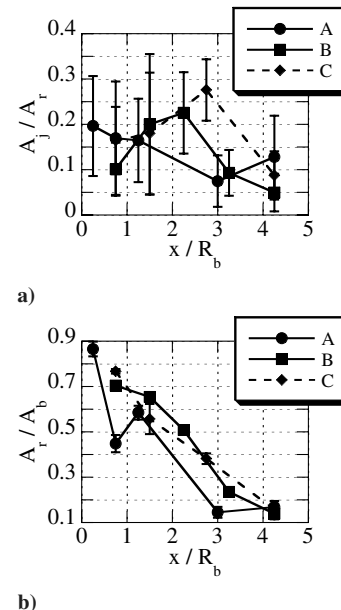 0.4
0.3
0.2
0.1
0
A_j / A_r
0 1 2 3 4 5
x / R_b
A
B
C
a)
0.9
0.7
0.5
0.3
0.1
A_r / A_b
0 1 2 3 4 5
x / R_b
A
B
C
b)